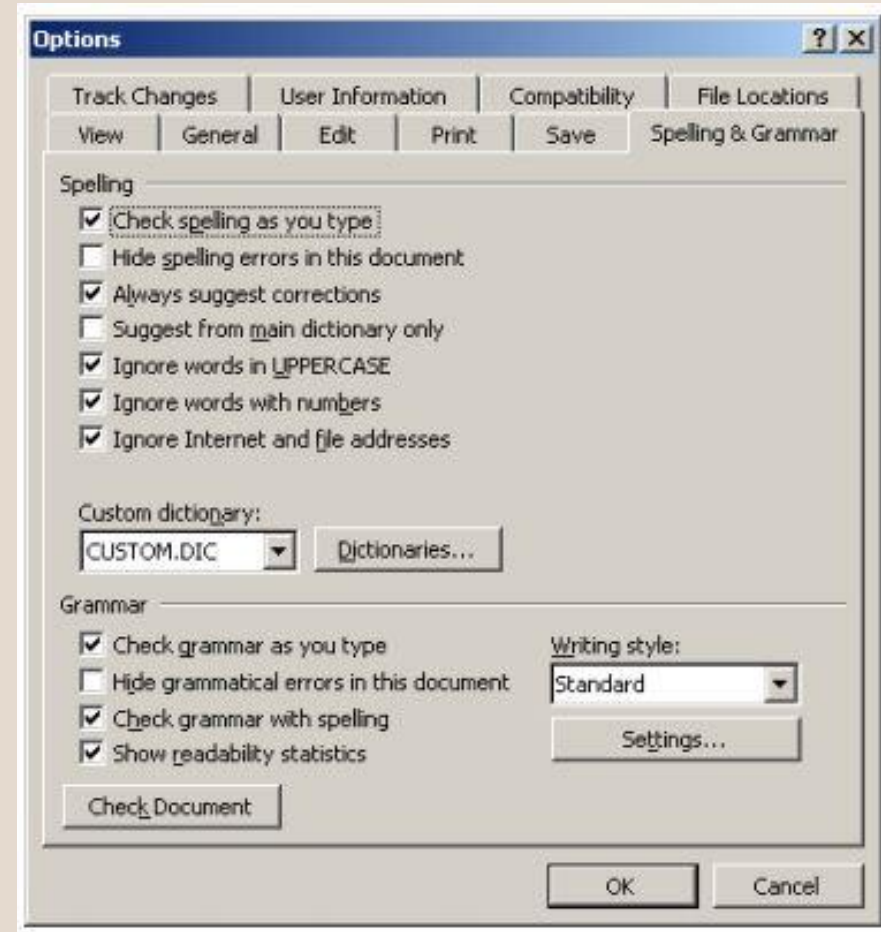 Options
Track Changes User Information Compatibility File Locations
View General Edit Print Save Spelling & Grammar
Spelling
Check spelling as you type
Hide spelling errors in this document
Always suggest corrections
Suggest from main dictionary only
Ignore words in UPPERCASE
Ignore words with numbers
Ignore Internet and file addresses
Custom dictionary:
CUSTOM.DIC Dictionaries...
Grammar
Check grammar as you type Writing style:
Hide grammatical errors in this document Standard
Check grammar with spelling
Show readability statistics Settings...
Check Document
OK Cancel